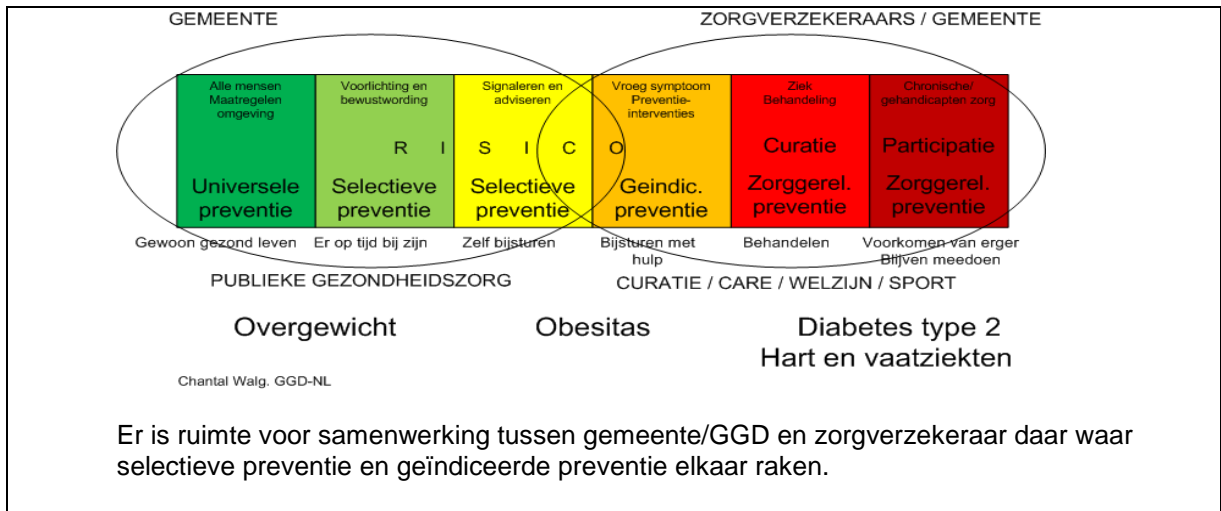 GEMEENTE
ZORGVERZEKERAARS / GEMEENTE
Alle mensen
Maatregelen
omgeving
Voorlichting en
bewustwording
Signaleren en
adviseren
Vroeg symptoom
Preventie-
interventies
Ziek
Behandeling
Chronische/
gehandicapten zorg
R I S I C O
Curatie
Participatie
Universele
preventie
Selectieve
preventie
Selectieve
preventie
Geindic.
preventie
Zorggerel.
preventie
Zorggerel.
preventie
Gewoon gezond leven
Er op tijd bij zijn
Zelf bijsturen
Bijsturen met
hulp
Behandelen
Voorkomen van erger
Blijven meedoen
PUBLIEKE GEZONDHEIDSZORG
CURATIE / CARE / WELZIJN / SPORT
Overgewicht
Obesitas
Diabetes type 2
Hart en vaatziekten
Chantal Walg. GGD-NL
Er is ruimte voor samenwerking tussen gemeente/GGD en zorgverzekeraar daar waar
selectieve preventie en geïndiceerde preventie elkaar raken.